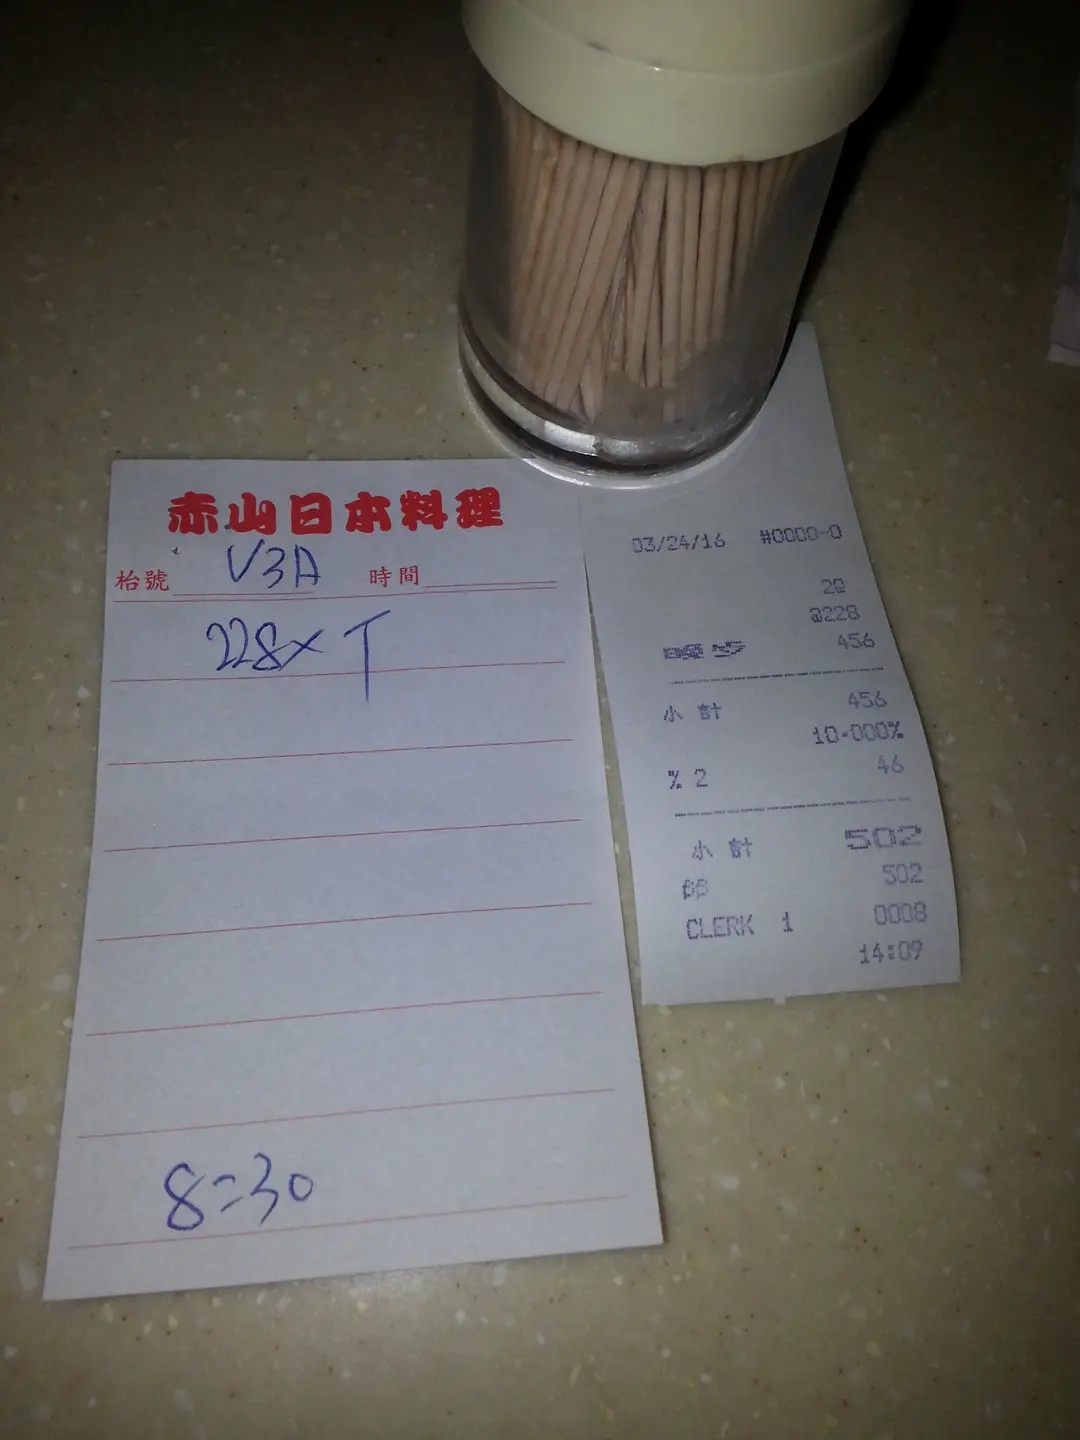 赤山日本料理
枱號 V3A 時間
228× T
8=30
03/24/16 #0000-0
2Q
@228
456
小 計 456
10.000%
% 2 46
小 計 502
502
CLERK 1 0008
14:09